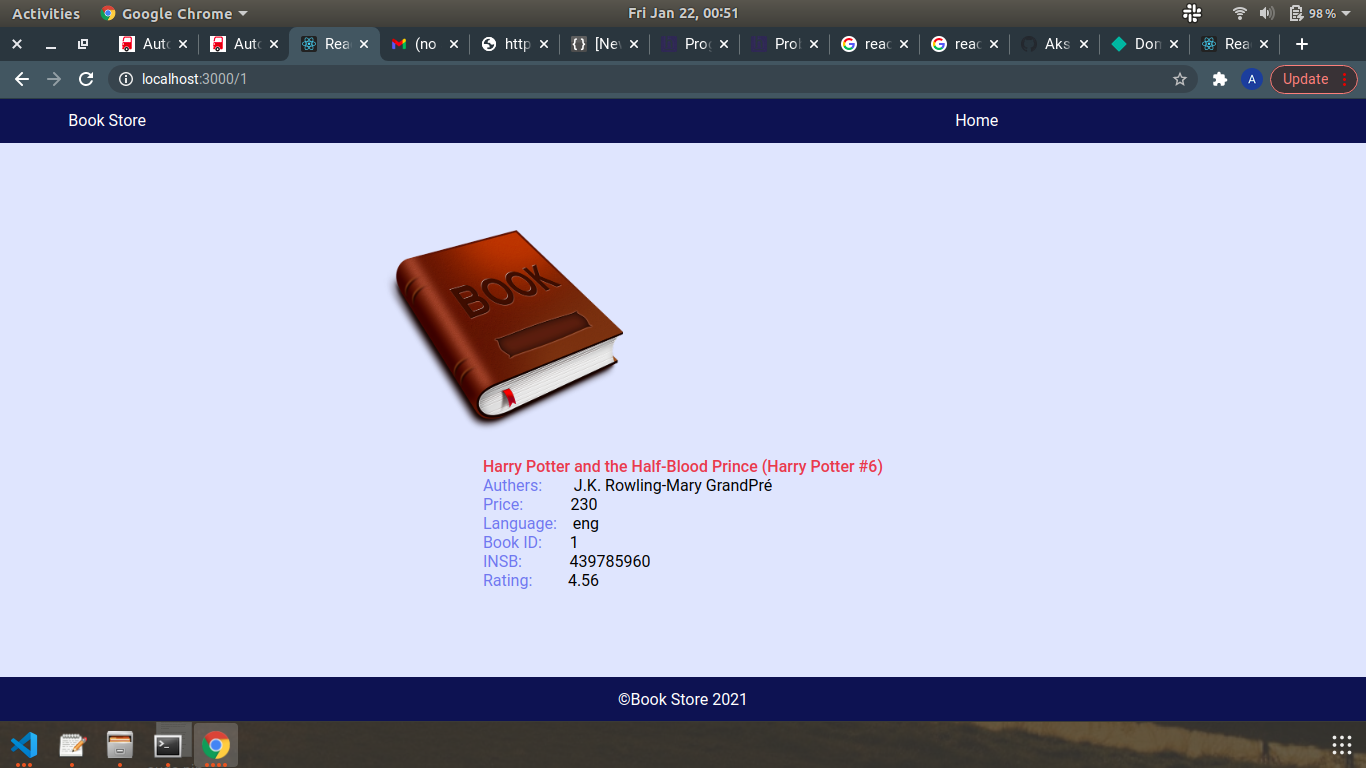 Activities Google Chrome Fri Jan 22, 00:51 98%
Auto Auto Rea (no http [Nev Prog Prol reac reac Aks Don Rea
localhost:3000/1 A Update
Book Store Home
BOOK
Harry Potter and the Half-Blood Prince (Harry Potter #6)
Authers: J.K. Rowling-Mary GrandPré
Price: 230
Language: eng
Book ID: 1
INSB: 439785960
Rating: 4.56
©Book Store 2021